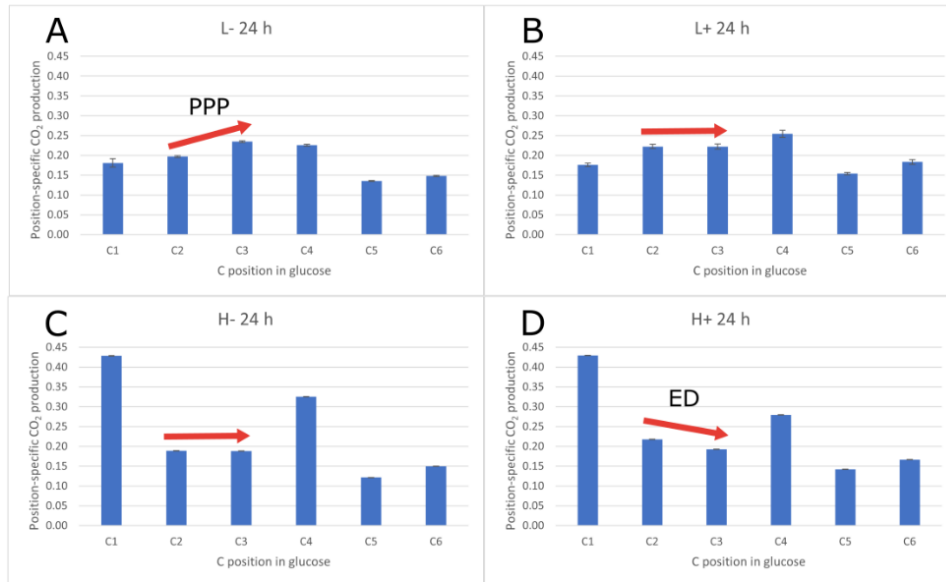 A
L- 24 h
Position-specific CO₂ production
0.45
0.40
0.35
0.30
0.25
0.20
0.15
0.10
0.05
0.00
PPP
C1 C2 C3 C4 C5 C6
C position in glucose
B
L+ 24 h
Position-specific CO₂ production
0.45
0.40
0.35
0.30
0.25
0.20
0.15
0.10
0.05
0.00
C1 C2 C3 C4 C5 C6
C position in glucose
C
H- 24 h
Position-specific CO₂ production
0.45
0.40
0.35
0.30
0.25
0.20
0.15
0.10
0.05
0.00
C1 C2 C3 C4 C5 C6
C position in glucose
D
H+ 24 h
Position-specific CO₂ production
0.45
0.40
0.35
0.30
0.25
0.20
0.15
0.10
0.05
0.00
ED
C1 C2 C3 C4 C5 C6
C position in glucose